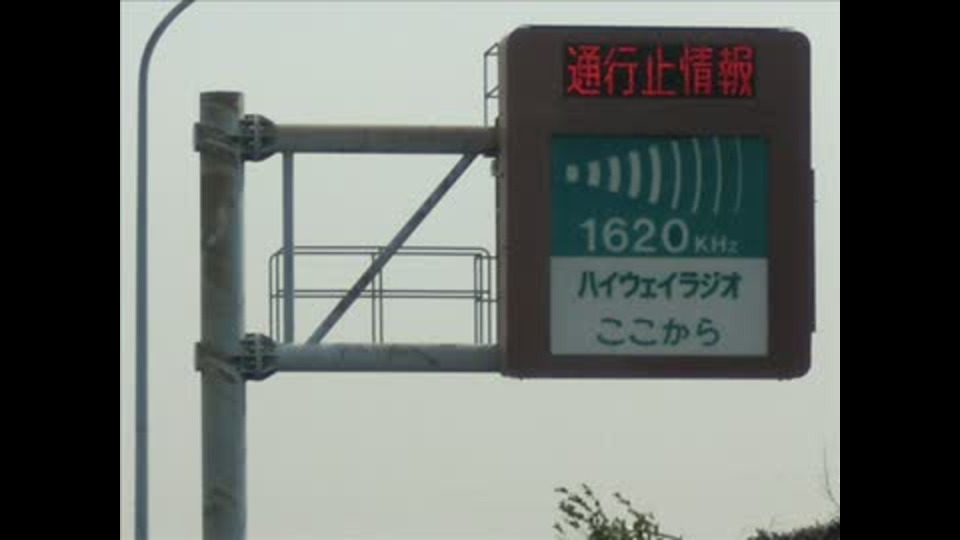 通行止情報
1620KHz
ハイウェイラジオ
ここから